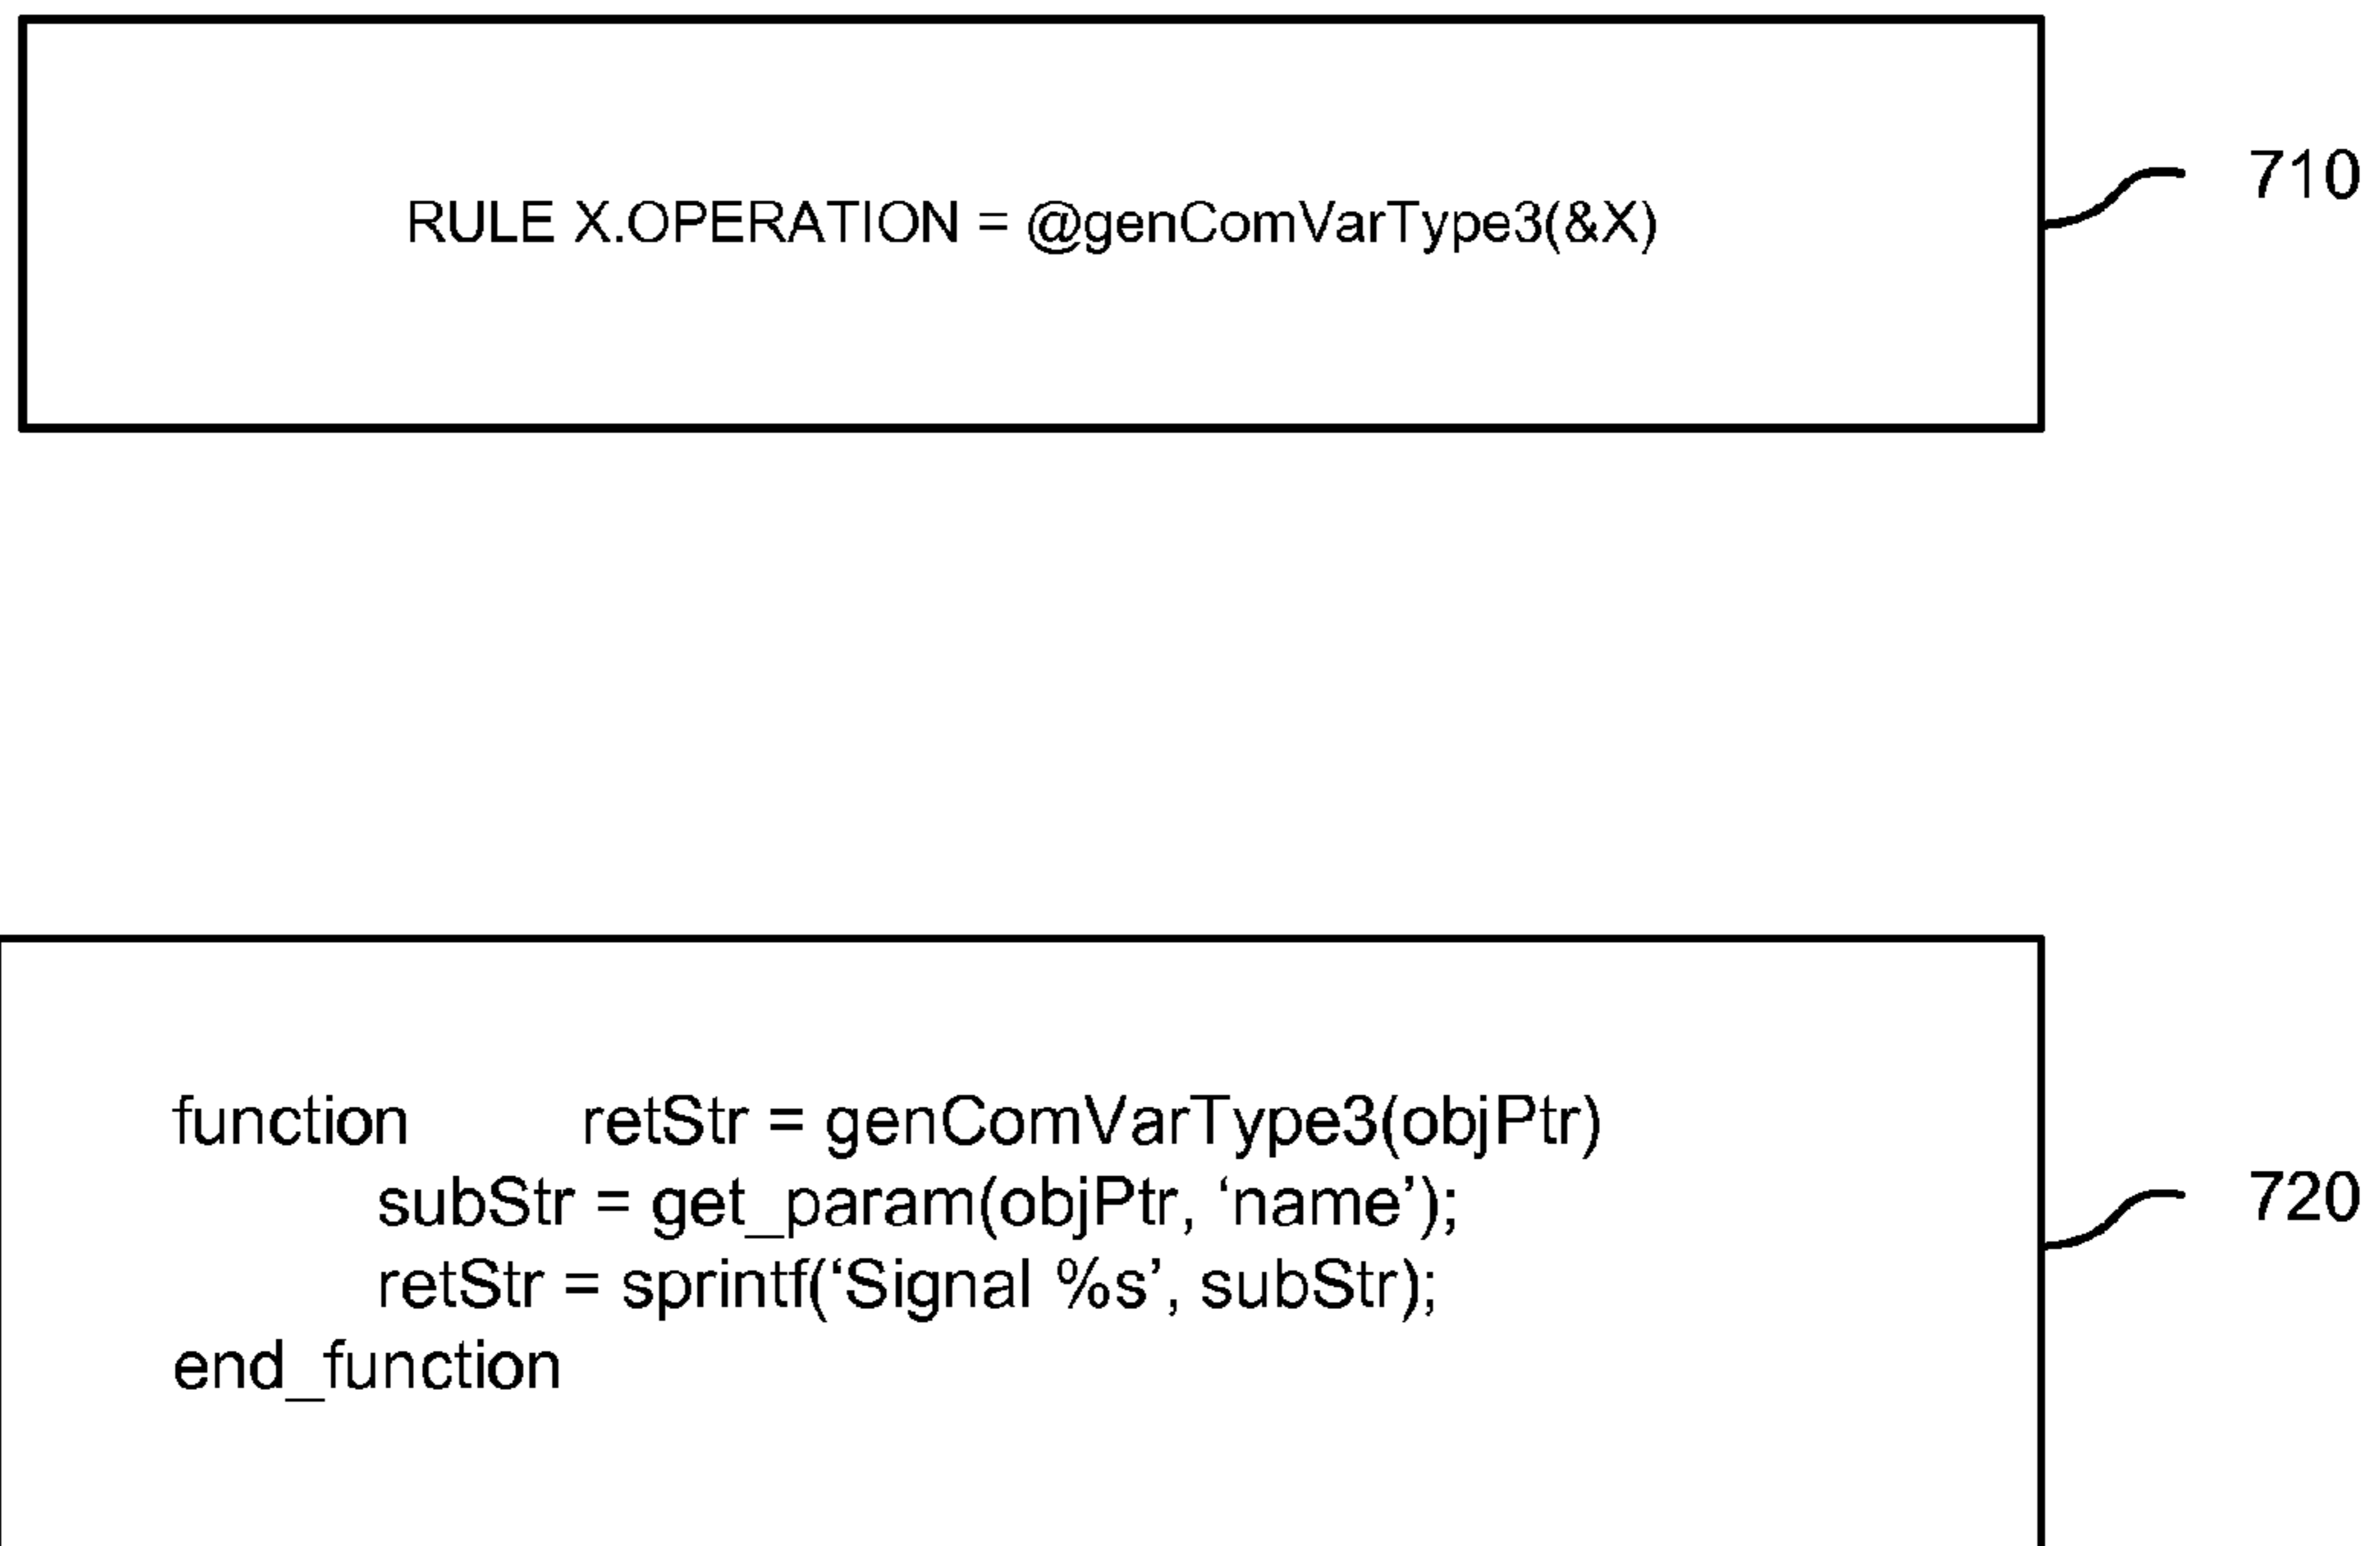 RULE X.OPERATION = @genComVarType3(&X)
710
function retStr = genComVarType3(objPtr)
subStr = get_param(objPtr, ‘name’);
retStr = sprintf(‘Signal %s’, subStr);
end_function
720